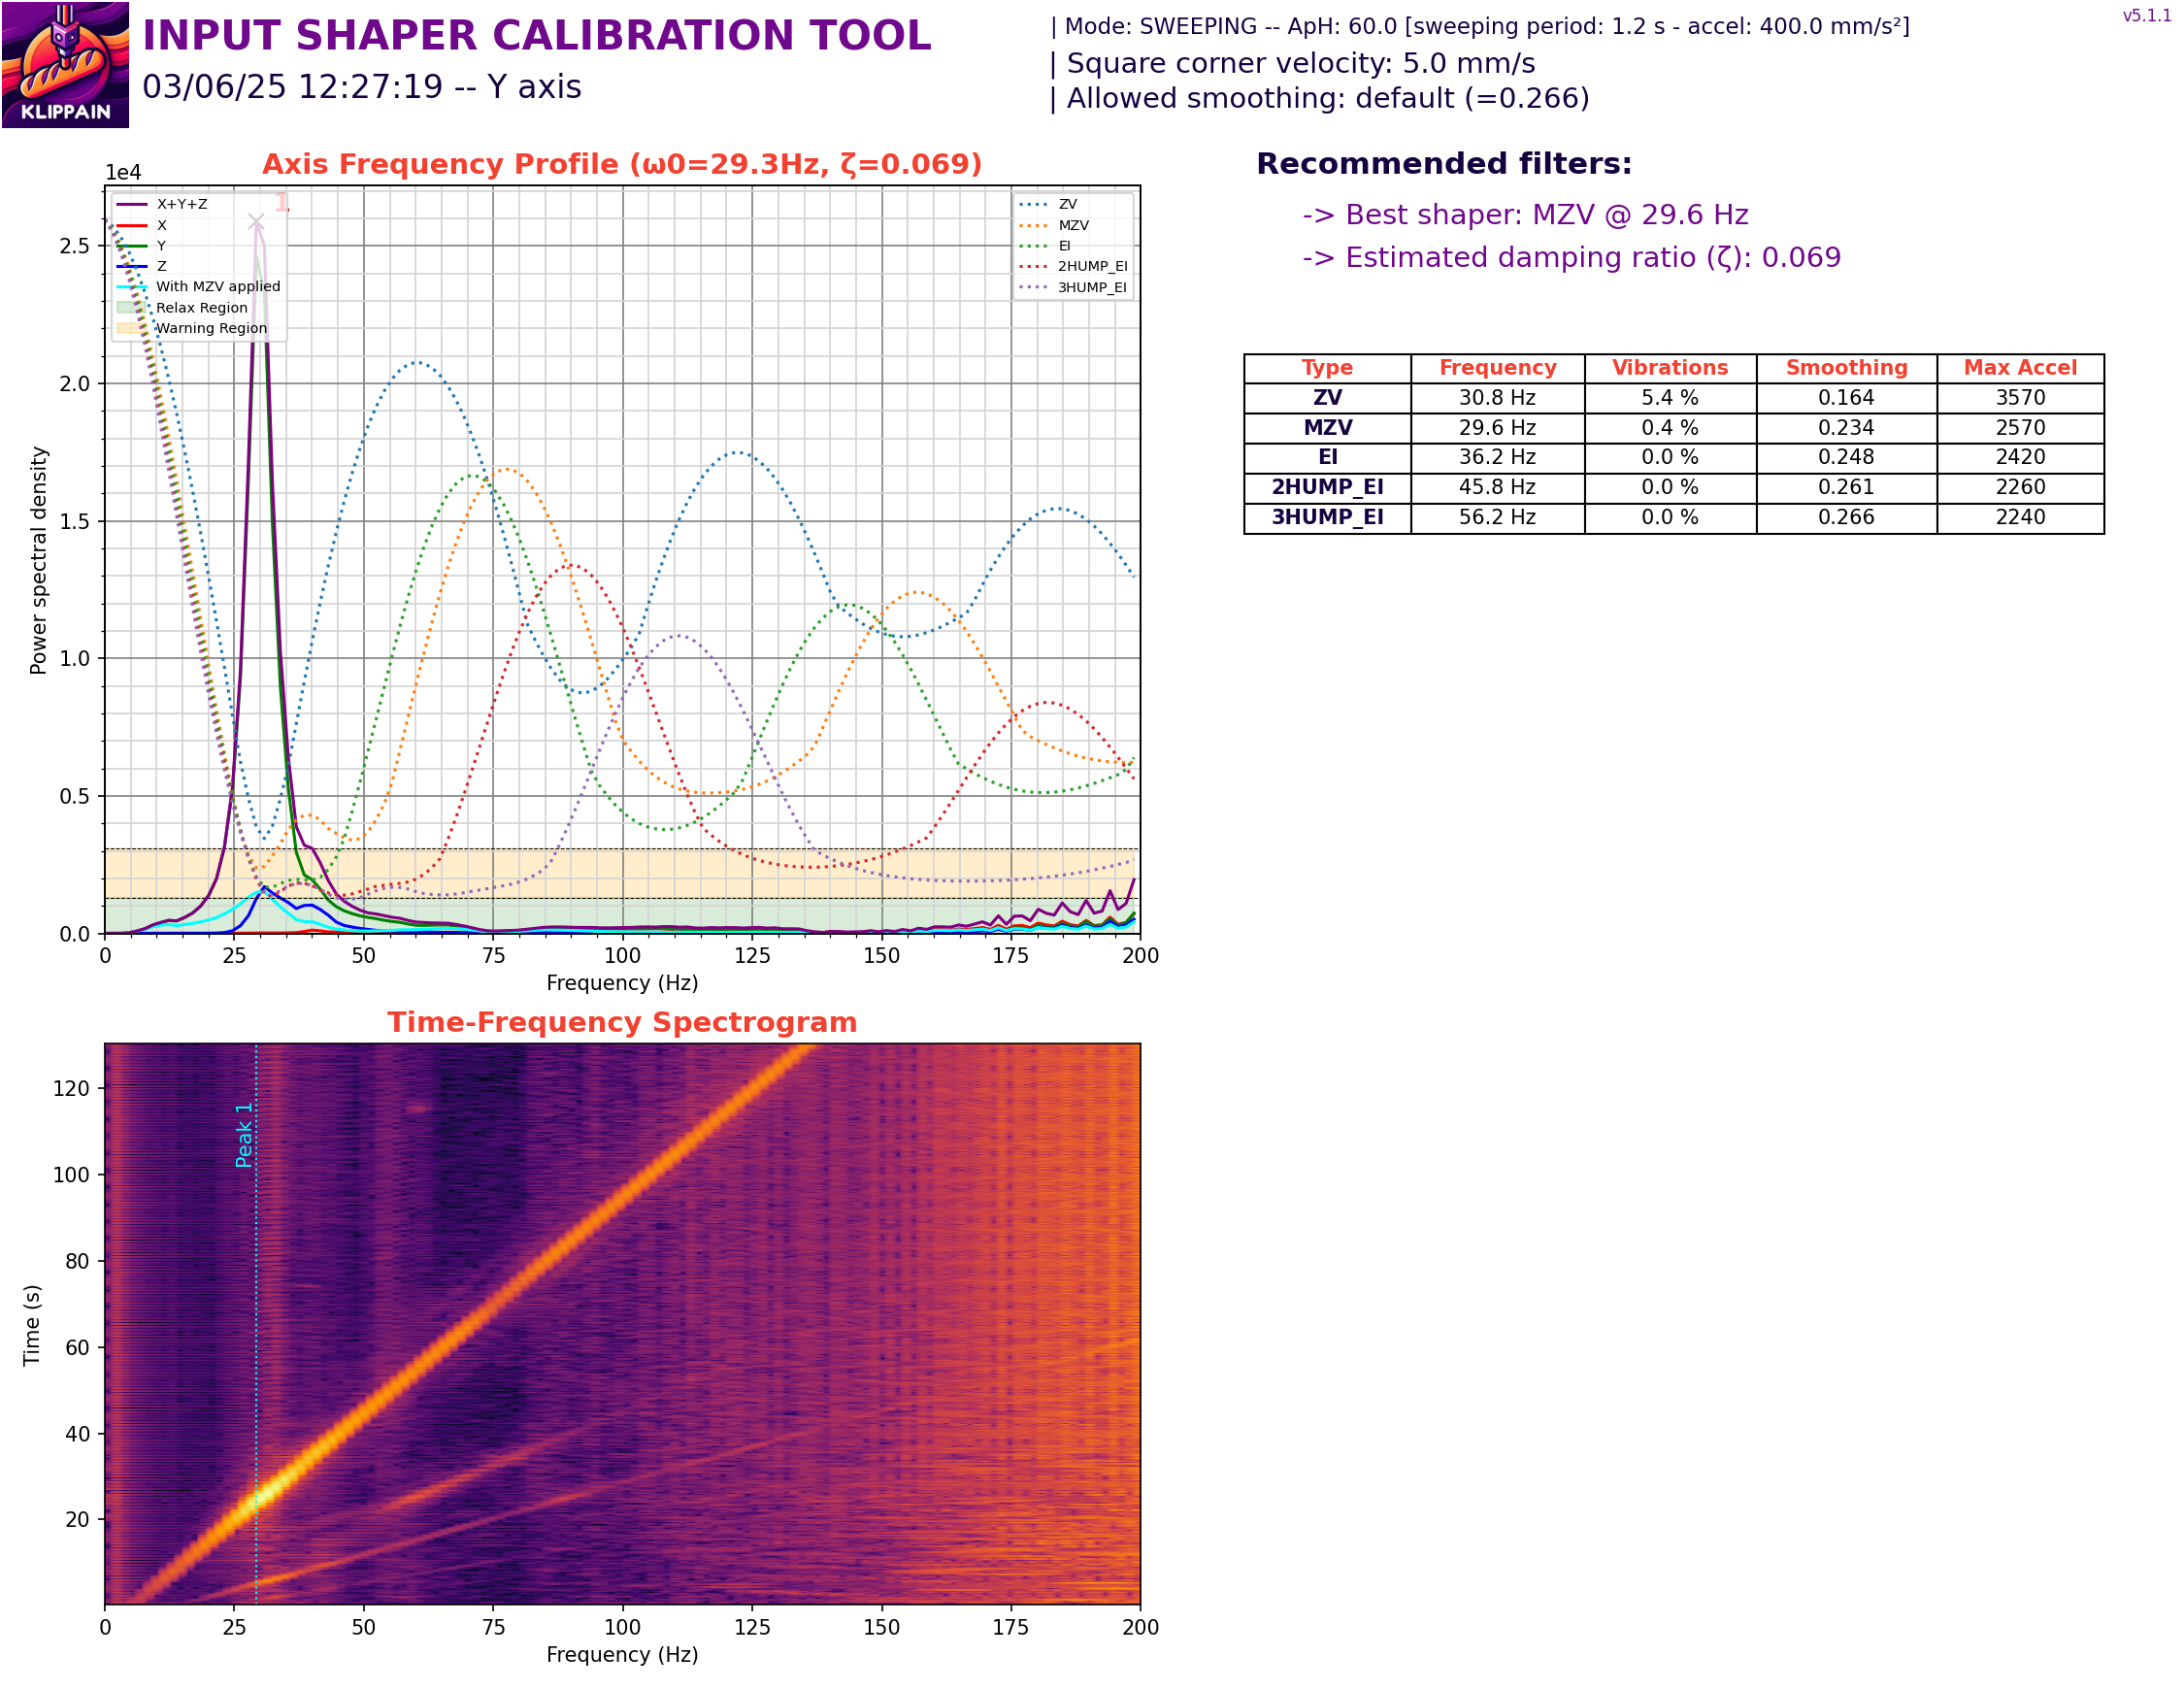 INPUT SHAPER CALIBRATION TOOL
03/06/25 12:27:19 -- Y axis
KLIPPAIN
| Mode: SWEEPING -- ApH: 60.0 [sweeping period: 1.2 s - accel: 400.0 mm/s²]
| Square corner velocity: 5.0 mm/s
| Allowed smoothing: default (=0.266)
v5.1.1
Axis Frequency Profile (ω0=29.3Hz, ζ=0.069)
1e4
X+Y+Z
X
Y
Z
With MZV applied
Relax Region
Warning Region
1
ZV
MZV
EI
2HUMP_EI
3HUMP_EI
Power spectral density
2.5
2.0
1.5
1.0
0.5
0.0
0 25 50 75 100 125 150 175 200
Frequency (Hz)
Recommended filters:
-> Best shaper: MZV @ 29.6 Hz
-> Estimated damping ratio (ζ): 0.069
Type Frequency Vibrations Smoothing Max Accel
ZV 30.8 Hz 5.4 % 0.164 3570
MZV 29.6 Hz 0.4 % 0.234 2570
EI 36.2 Hz 0.0 % 0.248 2420
2HUMP_EI 45.8 Hz 0.0 % 0.261 2260
3HUMP_EI 56.2 Hz 0.0 % 0.266 2240
Time-Frequency Spectrogram
Peak 1
Time (s)
120
100
80
60
40
20
0 25 50 75 100 125 150 175 200
Frequency (Hz)